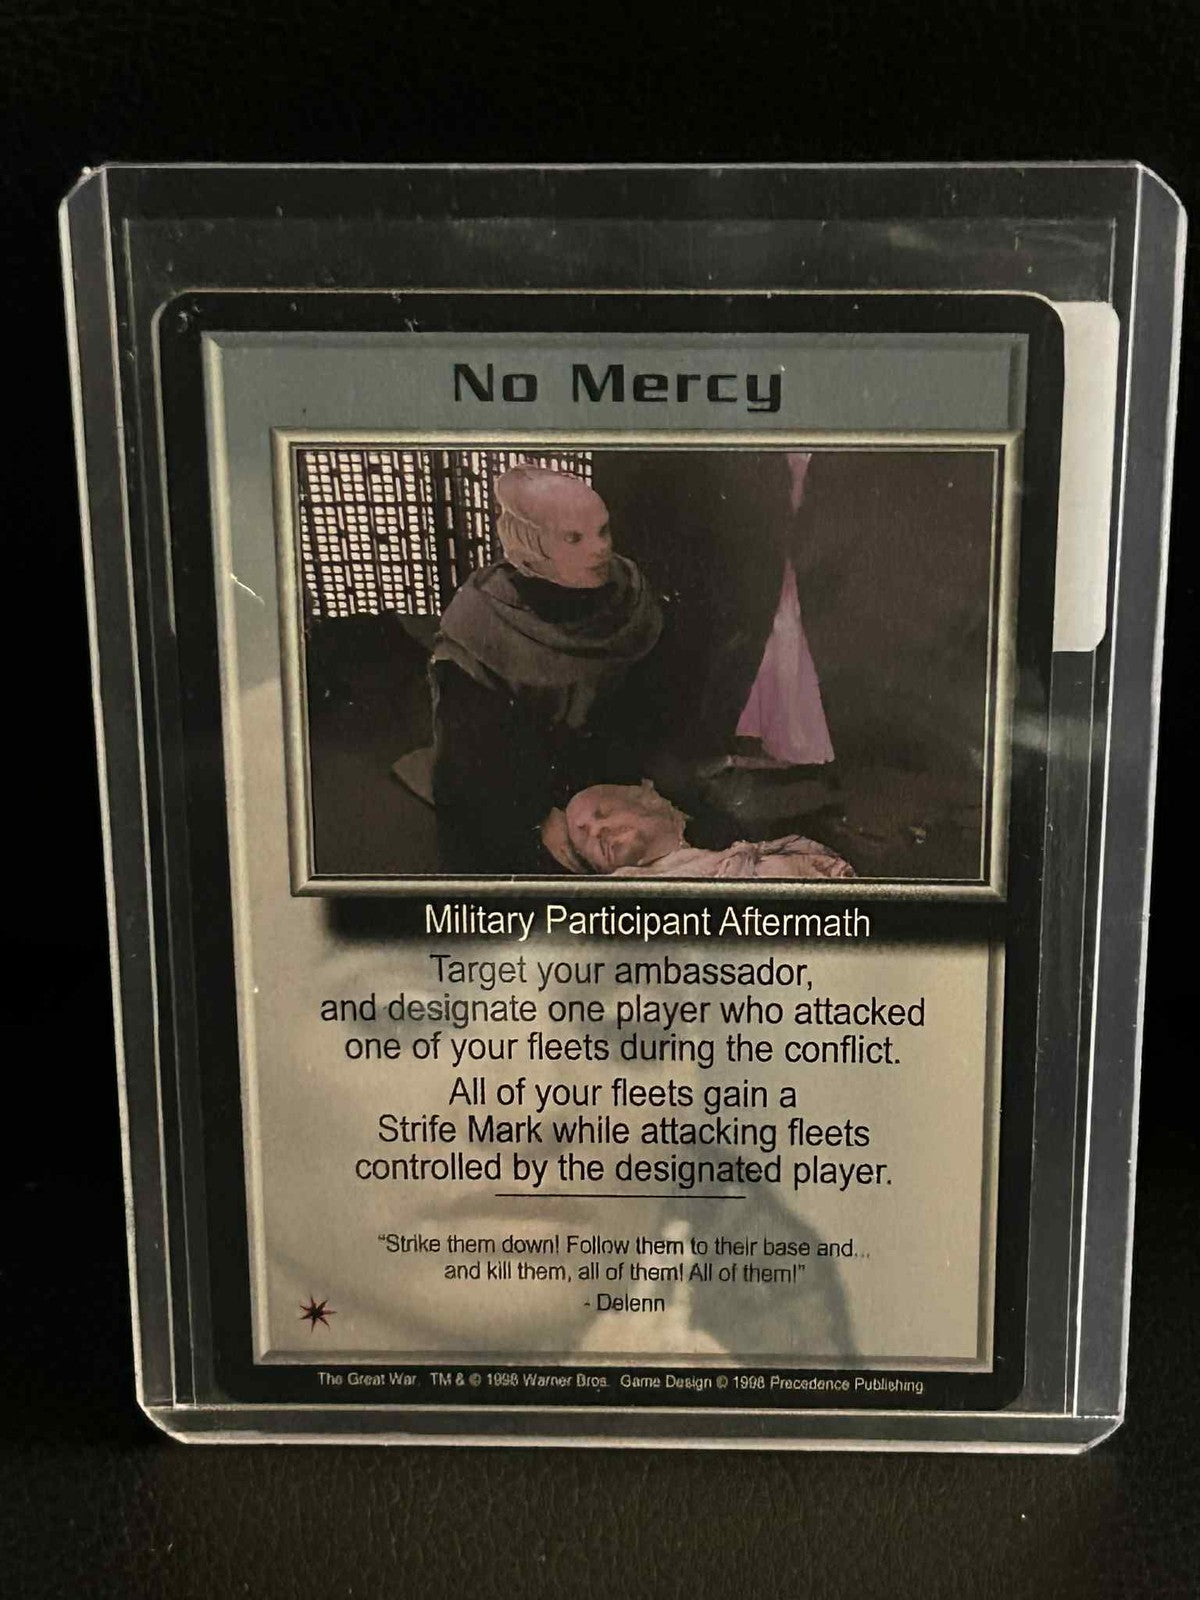 No Mercy
Military Participant Aftermath
Target your ambassador,
and designate one player who attacked
one of your fleets during the conflict.
All of your fleets gain a
Strife Mark while attacking fleets
controlled by the designated player.
“Strike them down! Follow them to their base and...
and kill them, all of them! All of them!”
- Delenn
The Great War. TM & © 1998 Warner Bros. Game Design © 1998 Precedence Publishing